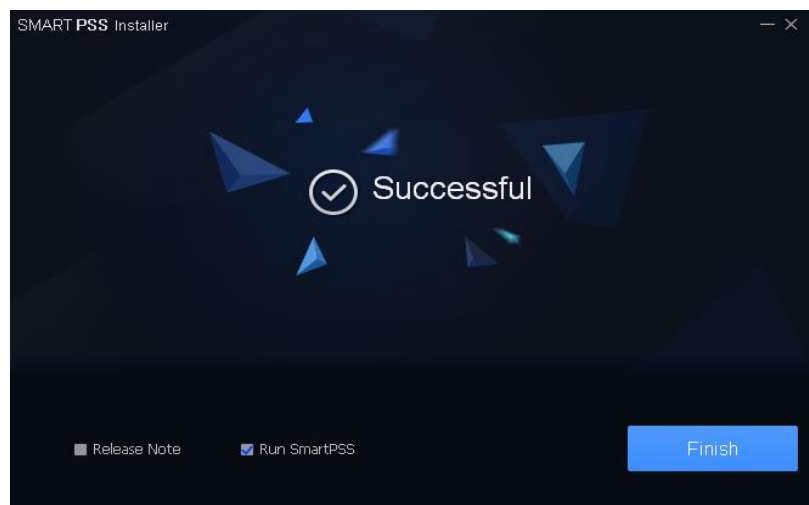 SMART PSS Installer
Successful
Release Note
Run SmartPSS
Finish